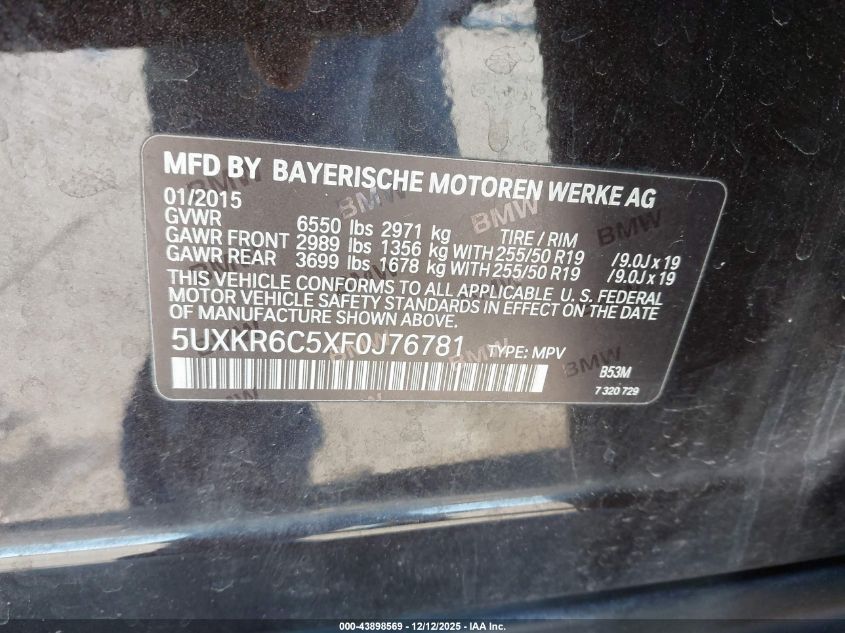 MFD BY BAYERISCHE MOTOREN WERKE AG
01/2015
GVWR 6550 lbs 2971 kg TIRE / RIM
GAWR FRONT 2989 lbs 1356 kg WITH 255/50 R19 /9.0J x 19
GAWR REAR 3699 lbs 1678 kg WITH 255/50 R19 /9.0J x 19
THIS VEHICLE CONFORMS TO ALL APPLICABLE U. S. FEDERAL
MOTOR VEHICLE SAFETY STANDARDS IN EFFECT ON THE DATE
OF MANUFACTURE SHOWN ABOVE.
5UXKR6C5XF0J76781 TYPE: MPV
B53M
7 320 729
000-43898569 - 12/12/2025 - IAA Inc.